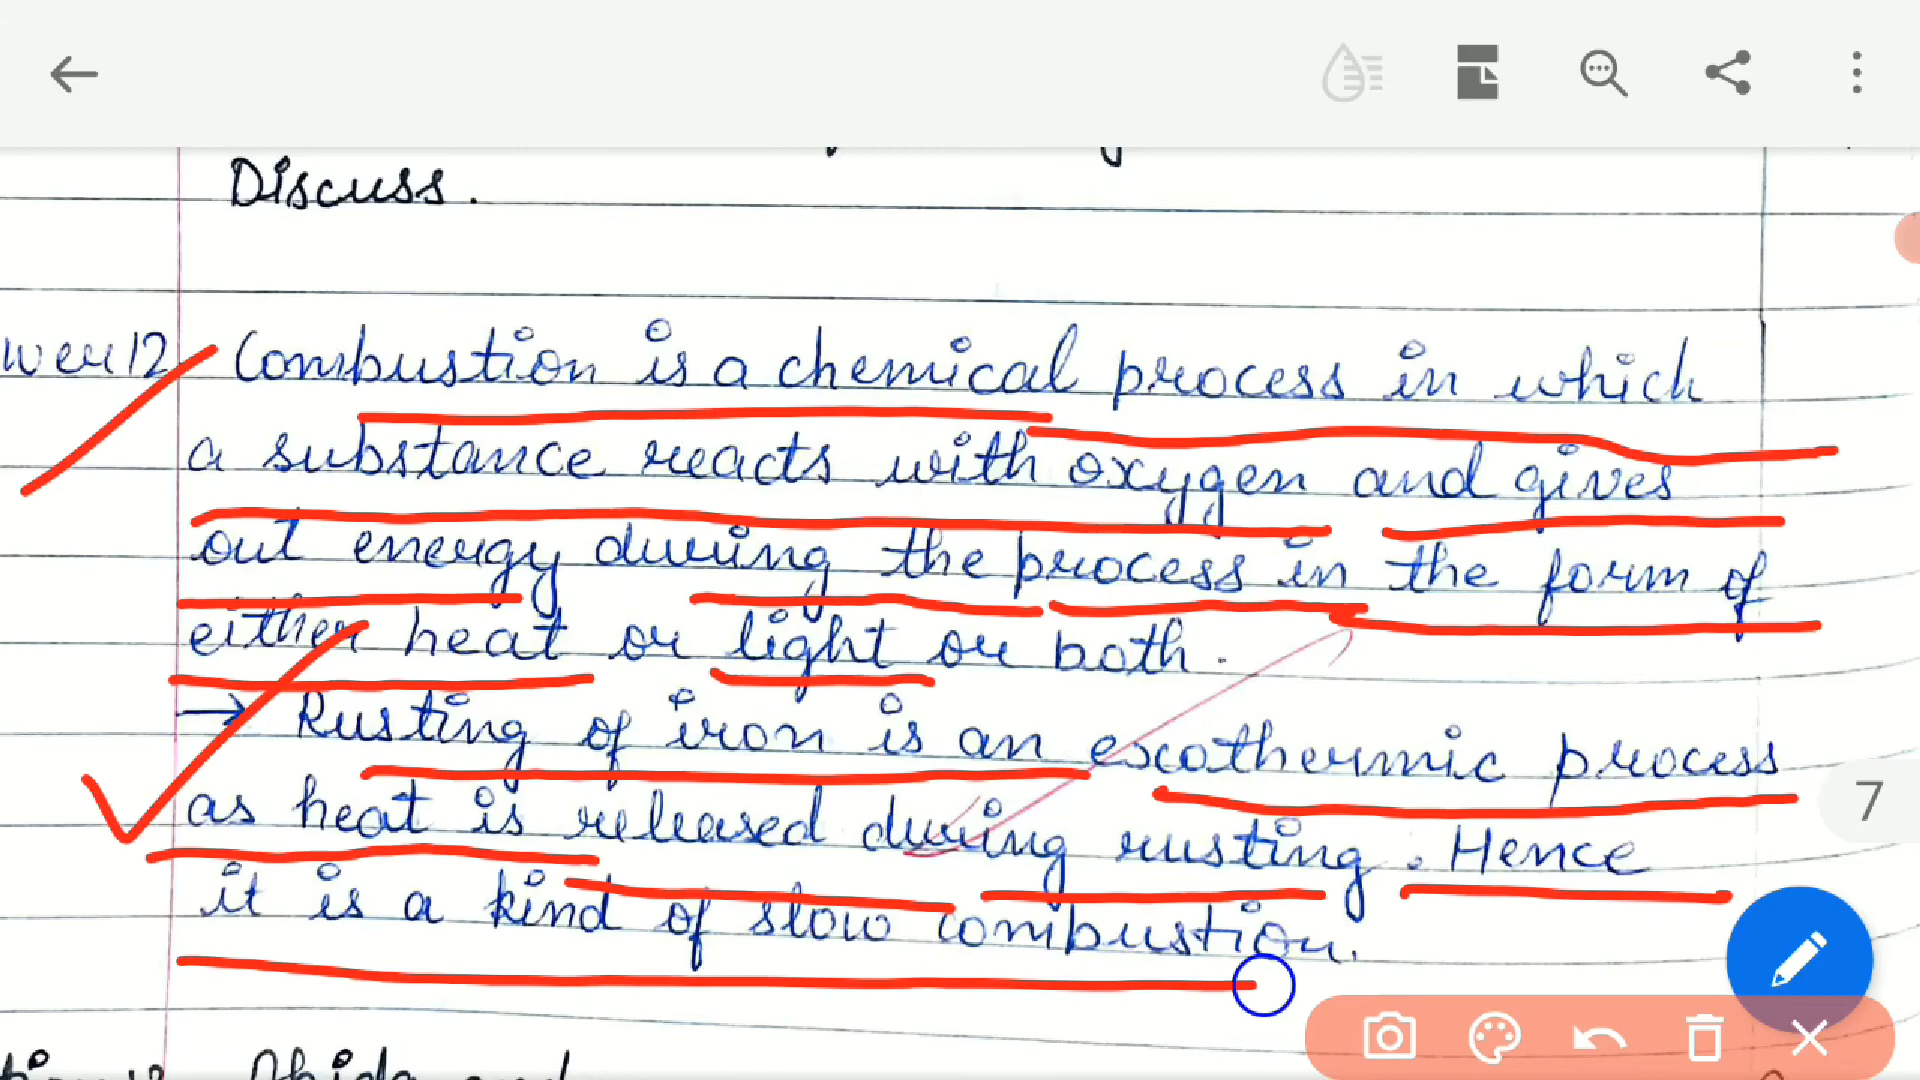 Discuss.
wer12 Combustion is a chemical process in which
a substance reacts with oxygen and gives
out energy during the process in the form of
either heat or light or both.
→ Rusting of iron is an exothermic process
as heat is released during rusting. Hence
it is a kind of slow combustion.
7
Abida and